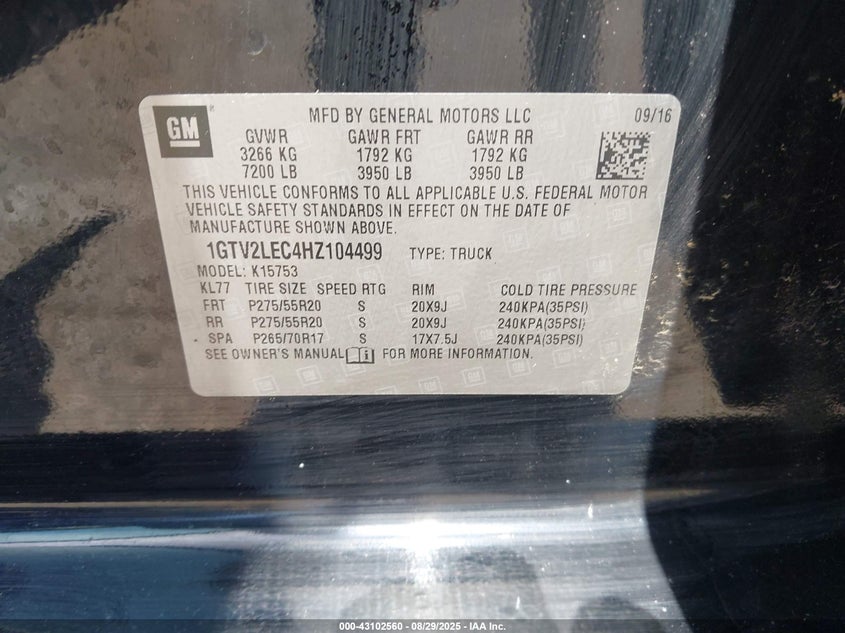 GM
MFD BY GENERAL MOTORS LLC 09/16
GVWR GAWR FRT GAWR RR
3266 KG 1792 KG 1792 KG
7200 LB 3950 LB 3950 LB
THIS VEHICLE CONFORMS TO ALL APPLICABLE U.S. FEDERAL MOTOR
VEHICLE SAFETY STANDARDS IN EFFECT ON THE DATE OF
MANUFACTURE SHOWN ABOVE.
1GTV2LEC4HZ104499 TYPE: TRUCK
MODEL: K15753
KL77 TIRE SIZE SPEED RTG RIM COLD TIRE PRESSURE
FRT P275/55R20 S 20X9J 240KPA(35PSI)
RR P275/55R20 S 20X9J 240KPA(35PSI)
SPA P265/70R17 S 17X7.5J 240KPA(35PSI)
SEE OWNER'S MANUAL FOR MORE INFORMATION.
000-43102560 - 08/29/2025 - IAA Inc.